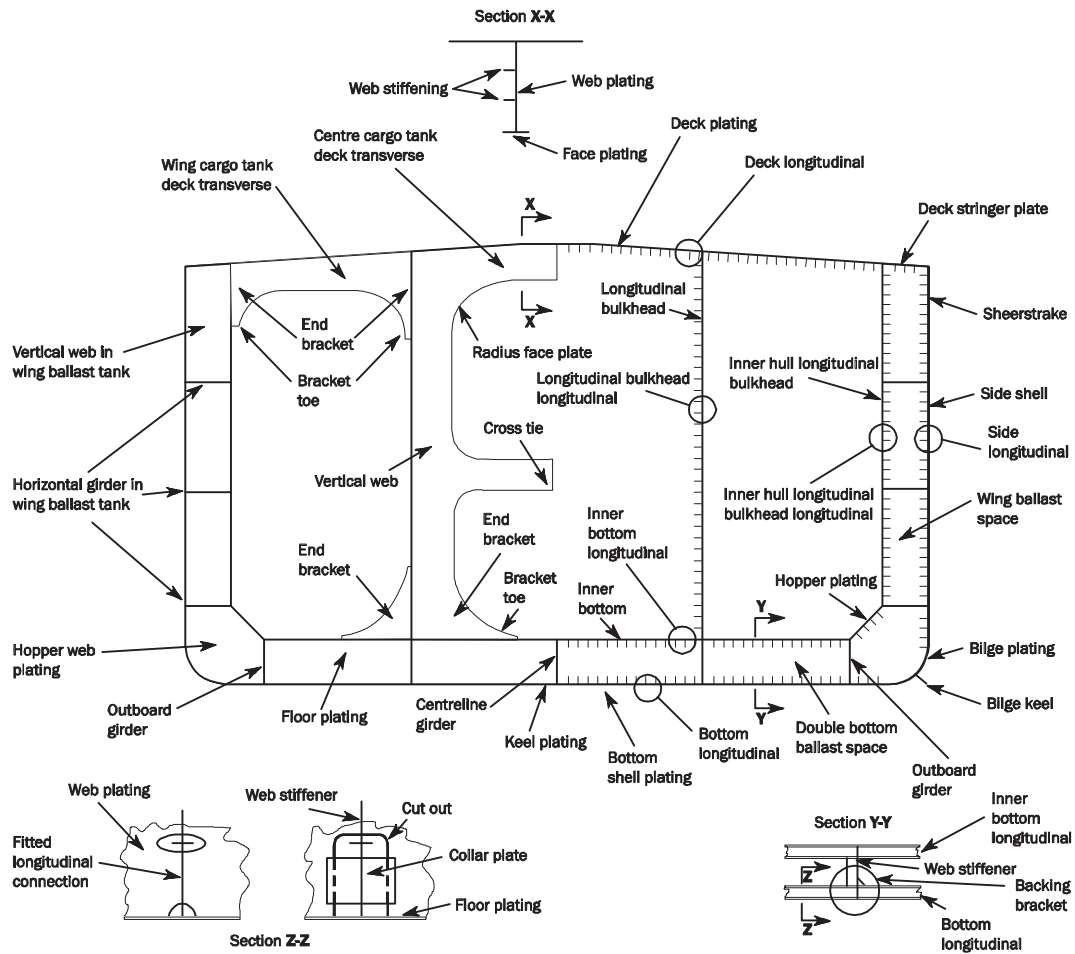 Section X-X
Web stiffening
Web plating
Face plating
Centre cargo tank
deck transverse
Deck plating
Wing cargo tank
deck transverse
Deck longitudinal
Deck stringer plate
X
X
Longitudinal
bulkhead
End
bracket
Sheerstrake
Vertical web in
wing ballast tank
Radius face plate
Bracket
toe
Inner hull longitudinal
bulkhead
Longitudinal bulkhead
longitudinal
Side shell
Cross tie
Side
longitudinal
Vertical web
Horizontal girder in
wing ballast tank
Inner hull longitudinal
bulkhead longitudinal
Wing ballast
space
End
bracket
Inner
bottom
longitudinal
End
bracket
Bracket
toe
Inner
bottom
Hopper plating
Y
Hopper web
plating
Bilge plating
Outboard
girder
Floor plating
Centreline
girder
Keel plating
Bottom
shell plating
Bottom
longitudinal
Y
Double bottom
ballast space
Bilge keel
Outboard
girder
Web plating
Fitted
longitudinal
connection
Web stiffener
Cut out
Collar plate
Floor plating
Section Z-Z
Section Y-Y
Inner
bottom
longitudinal
Z
Web stiffener
Backing
bracket
Z
Bottom
longitudinal